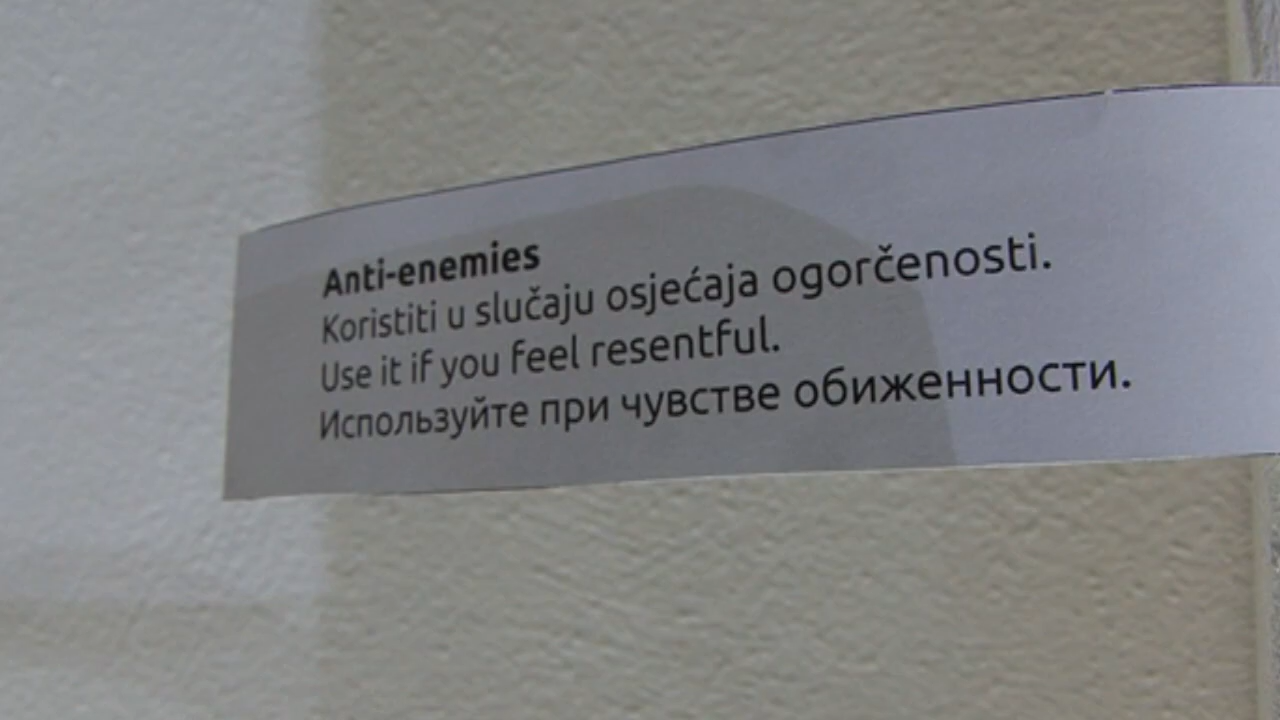 Anti-enemies
Koristiti u slučaju osjećaja ogorčenosti.
Use it if you feel resentful.
Используйте при чувстве обиженности.